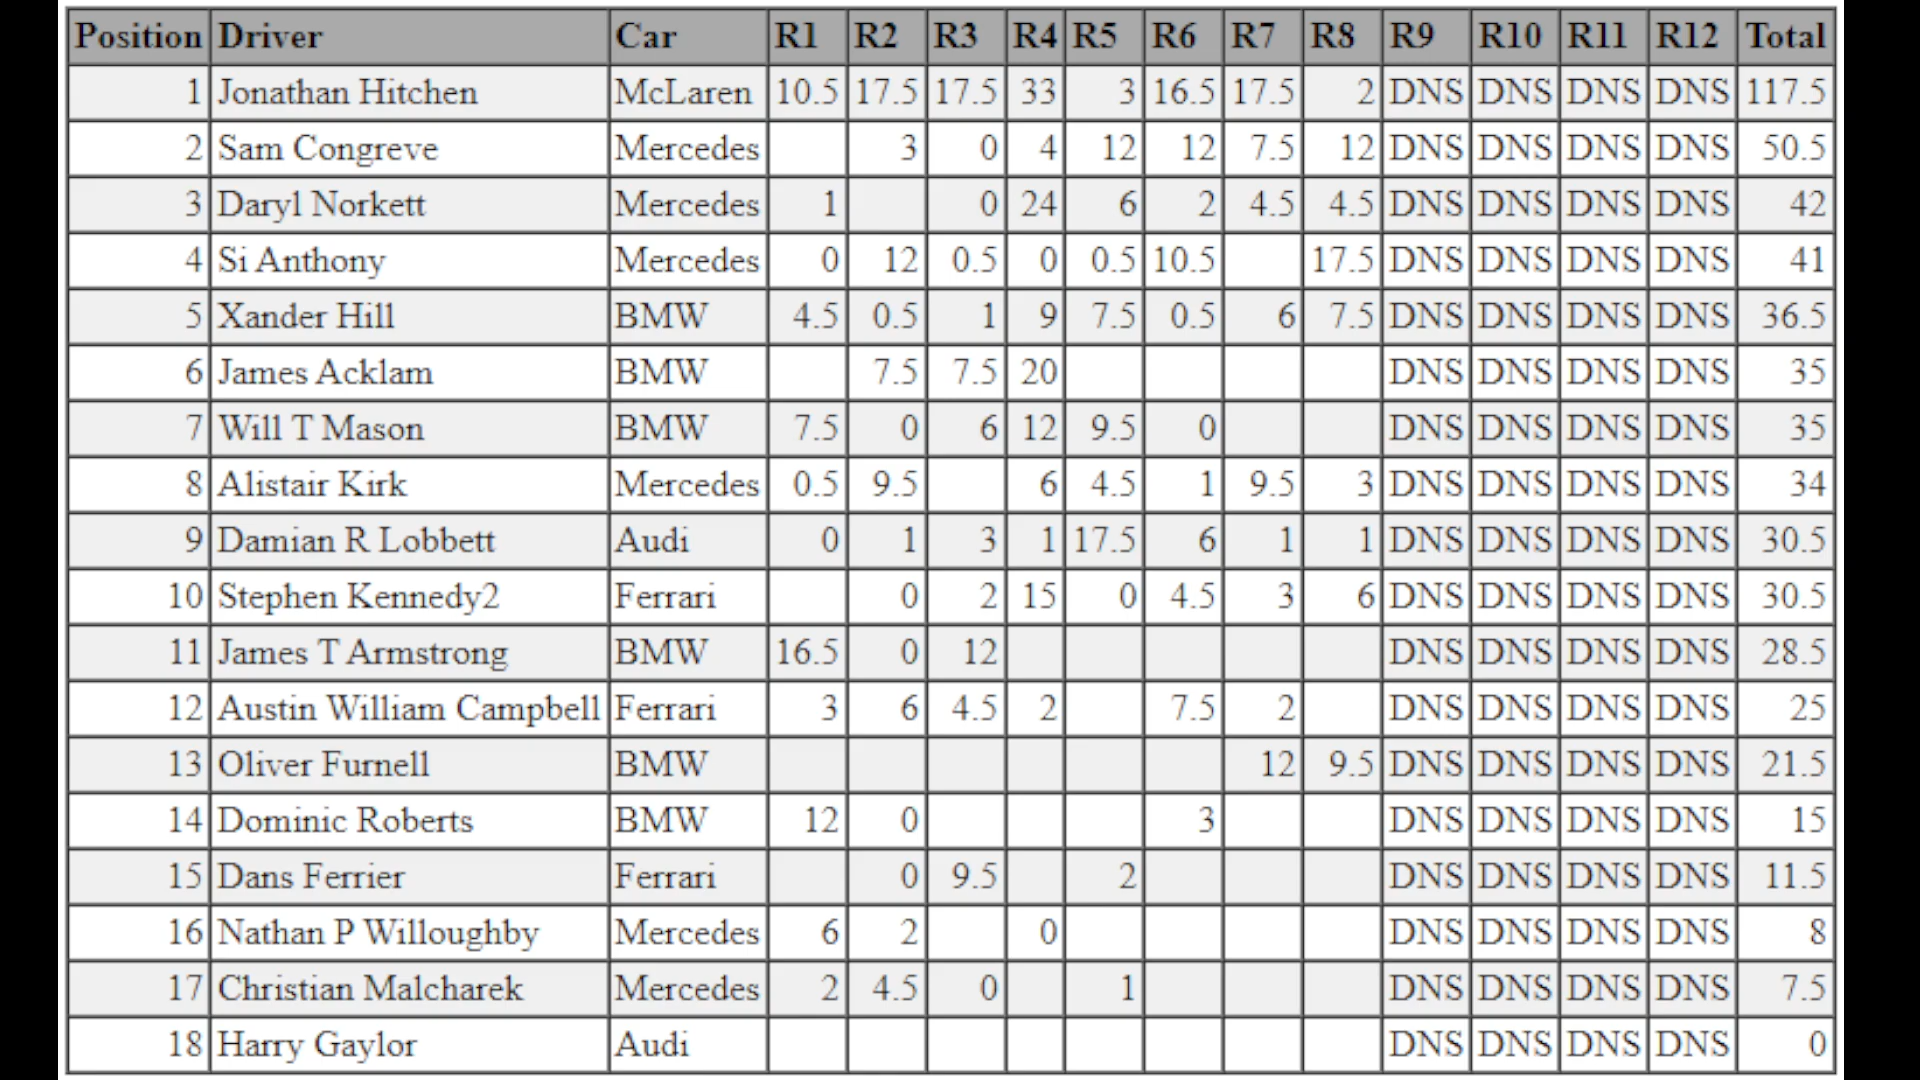 Position Driver Car R1 R2 R3 R4 R5 R6 R7 R8 R9 R10 R11 R12 Total
1 Jonathan Hitchen McLaren 10.5 17.5 17.5 33 3 16.5 17.5 2 DNS DNS DNS DNS 117.5
2 Sam Congreve Mercedes 3 0 4 12 12 7.5 12 DNS DNS DNS DNS 50.5
3 Daryl Norkett Mercedes 1 0 24 6 2 4.5 4.5 DNS DNS DNS DNS 42
4 Si Anthony Mercedes 0 12 0.5 0 0.5 10.5 17.5 DNS DNS DNS DNS 41
5 Xander Hill BMW 4.5 0.5 1 9 7.5 0.5 6 7.5 DNS DNS DNS DNS 36.5
6 James Acklam BMW 7.5 7.5 20 DNS DNS DNS DNS 35
7 Will T Mason BMW 7.5 0 6 12 9.5 0 DNS DNS DNS DNS 35
8 Alistair Kirk Mercedes 0.5 9.5 6 4.5 1 9.5 3 DNS DNS DNS DNS 34
9 Damian R Lobbett Audi 0 1 3 1 17.5 6 1 1 DNS DNS DNS DNS 30.5
10 Stephen Kennedy2 Ferrari 0 2 15 0 4.5 3 6 DNS DNS DNS DNS 30.5
11 James T Armstrong BMW 16.5 0 12 DNS DNS DNS DNS 28.5
12 Austin William Campbell Ferrari 3 6 4.5 2 7.5 2 DNS DNS DNS DNS 25
13 Oliver Furnell BMW 12 9.5 DNS DNS DNS DNS 21.5
14 Dominic Roberts BMW 12 0 3 DNS DNS DNS DNS 15
15 Dans Ferrier Ferrari 0 9.5 2 DNS DNS DNS DNS 11.5
16 Nathan P Willoughby Mercedes 6 2 0 DNS DNS DNS DNS 8
17 Christian Malcharek Mercedes 2 4.5 0 1 DNS DNS DNS DNS 7.5
18 Harry Gaylor Audi DNS DNS DNS DNS 0